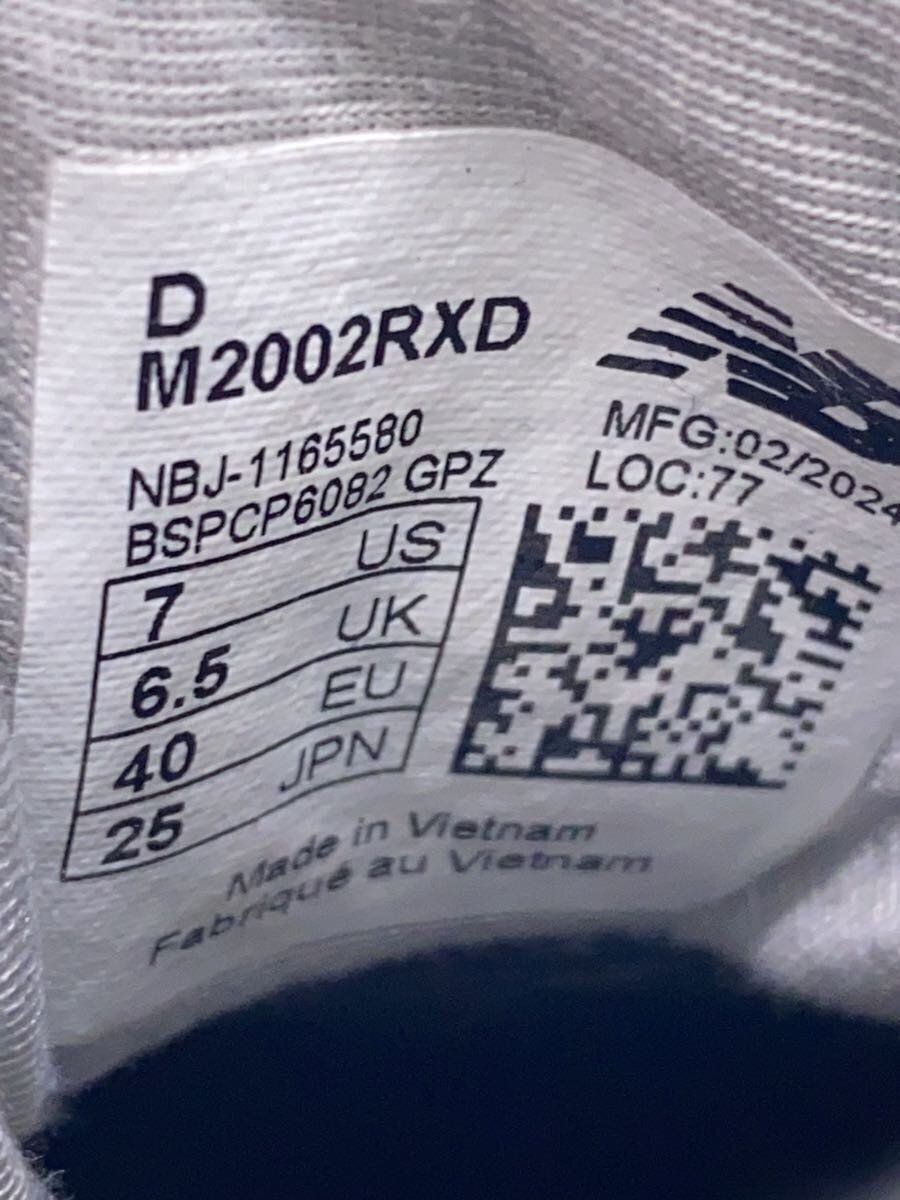 D
M2002RXD
NBJ-1165580
BSPCP6082 GPZ
7 US
6.5 UK
40 EU
25 JPN
MFG:02/2024
LOC:77
Made in Vietnam
Fabriqué au Vietnam